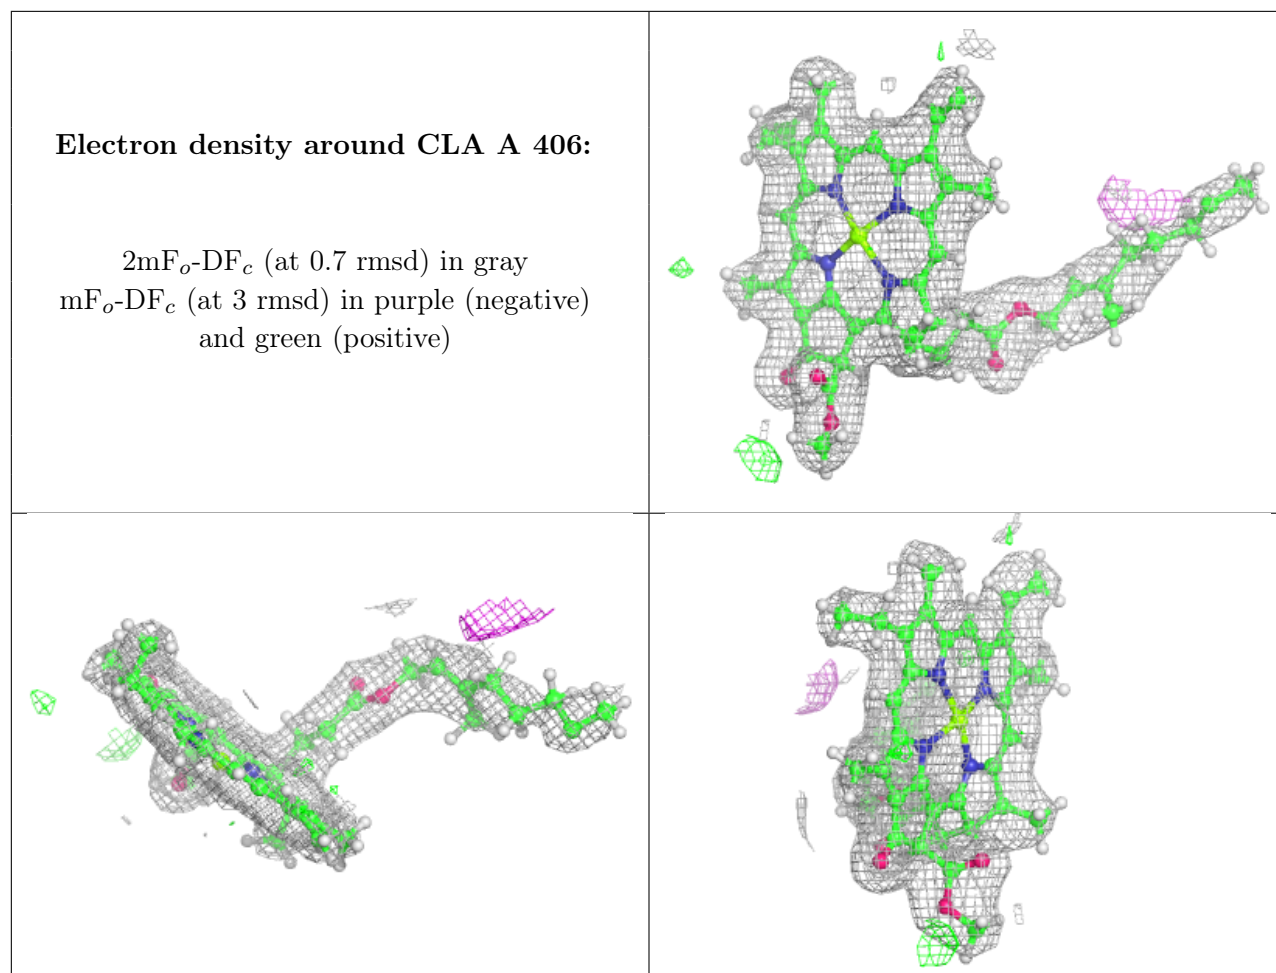 Electron density around CLA A 406:
2mFo-DFc (at 0.7 rmsd) in gray
mFo-DFc (at 3 rmsd) in purple (negative)
and green (positive)